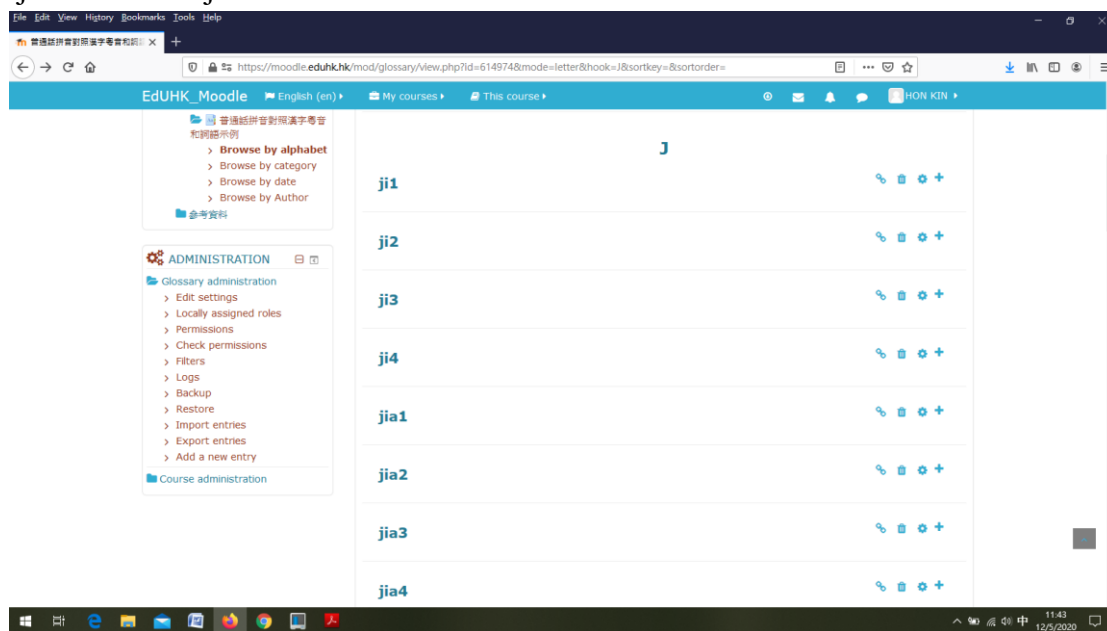 File Edit View History Bookmarks Tools Help
普通話拼音對照漢字粵音和詞語
https://moodle.eduhk.hk/mod/glossary/view.php?id=614974&mode=letter&hook=J&sortkey=&sortorder=
EdUHK_Moodle English (en) My courses This course HON KIN
普通話拼音對照漢字粵音
和詞語示例
Browse by alphabet
Browse by category
Browse by date
Browse by Author
參考資料
ADMINISTRATION
Glossary administration
Edit settings
Locally assigned roles
Permissions
Check permissions
Filters
Logs
Backup
Restore
Import entries
Export entries
Add a new entry
Course administration
J
ji1
ji2
ji3
ji4
jia1
jia2
jia3
jia4
中 11:43
12/5/2020